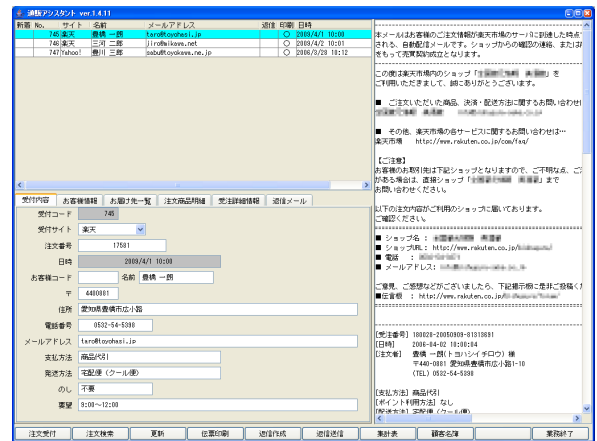 通販アシスタント ver.1.4.11
新着 No. サイト 名前 メールアドレス 返信 印刷 日時
745 楽天 豊橋 一朗 taro@toyohasi.jp ○ 2009/4/1 10:00
746 楽天 三河 二郎 jiro@mikawa.net ○ 2009/4/2 10:01
747 Yahoo! 豊川 三郎 sabu@toyokawa.ne.jp ○ 2006/3/28 18:12
受付内容 お客様情報 お届け先一覧 注文商品明細 受注詳細情報 返信メール
受付コード 745
受付サイト 楽天
注文番号 17581
日時 2009/4/1 10:00
お客様コード 名前 豊橋 一朗
〒 4400881
住所 愛知県豊橋市広小路
電話番号 0532-54-5398
メールアドレス taro@toyohasi.jp
支払方法 商品代引
発送方法 宅配便(クール便)
のし 不要
要望 9:00~12:00
本メールはお客様のご注文情報が楽天市場のサーバに到達した時点
される、自動配信メールです。ショップからの確認の連絡、または
をもって売買契約成立となります。
この度は楽天市場内のショップ「
ご利用いただきまして、誠にありがとうございます。
■ ご注文いただいた商品、決済・配送方法に関するお問い合わせ
■ その他、楽天市場の各サービスに関するお問い合わせは…
楽天市場 http://www.rakuten.co.jp/com/faq/
【ご注意】
お客様のお取引先は下記ショップとなりますので、ご不明な点、ご
がある場合は、直接ショップ「 」まで
お問い合わせください。
以下の注文内容がご利用のショップに届いております。
ご確認ください。
■ ショップ名 :
■ ショップURL: http://www.rakuten.co.jp/
■ 電話 :
■ メールアドレス:
ご意見、ご感想などがございましたら、下記掲示板に是非ご投稿く
■伝言板 : http://www.rakuten.co.jp/
[受注番号] 180020-20050909-81313691
[日時] 2006-04-02 10:00:04
[注文者] 豊橋 一朗(トヨハシイチロウ) 様
〒440-0881 愛知県豊橋市広小路1-10
(TEL) 0532-54-5398
[支払方法] 商品代引
[ポイント利用方法] なし
[配送方法] 宅配便(クール便)
注文受付 注文検索 更新 伝票印刷 返信作成 返信送信 集計表 顧客名簿 業務終了